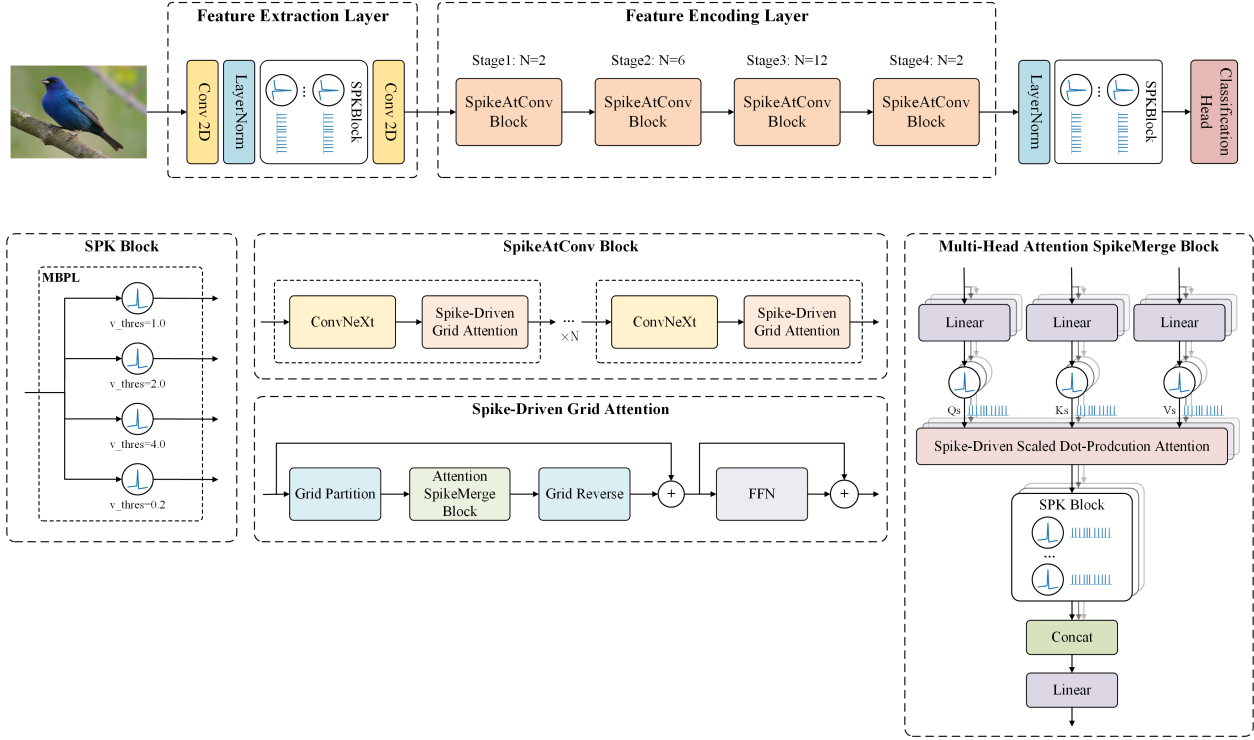 Feature Extraction Layer
Feature Encoding Layer
Conv 2D
LayerNorm
...
SPKBlock
Conv 2D
Stage1: N=2
SpikeAtConv
Block
Stage2: N=6
SpikeAtConv
Block
Stage3: N=12
SpikeAtConv
Block
Stage4: N=2
SpikeAtConv
Block
LayerNorm
...
SPKBlock
Classification
Head
SPK Block
MBPL
v_thres=1.0
v_thres=2.0
v_thres=4.0
v_thres=0.2
SpikeAtConv Block
ConvNeXt
Spike-Driven
Grid Attention
...
×N
ConvNeXt
Spike-Driven
Grid Attention
Spike-Driven Grid Attention
Grid Partition
Attention
SpikeMerge
Block
Grid Reverse
+
FFN
+
Multi-Head Attention SpikeMerge Block
Linear
Linear
Linear
Qs
Ks
Vs
Spike-Driven Scaled Dot-Prodcution Attention
SPK Block
...
Concat
Linear